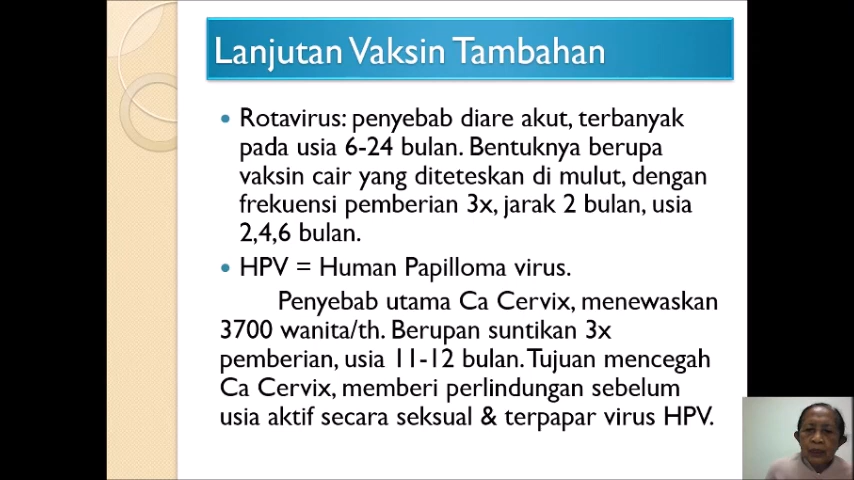 Lanjutan Vaksin Tambahan
• Rotavirus: penyebab diare akut, terbanyak
pada usia 6-24 bulan. Bentuknya berupa
vaksin cair yang diteteskan di mulut, dengan
frekuensi pemberian 3x, jarak 2 bulan, usia
2,4,6 bulan.
• HPV = Human Papilloma virus.
Penyebab utama Ca Cervix, menewaskan
3700 wanita/th. Berupan suntikan 3x
pemberian, usia 11-12 bulan. Tujuan mencegah
Ca Cervix, memberi perlindungan sebelum
usia aktif secara seksual & terpapar virus HPV.